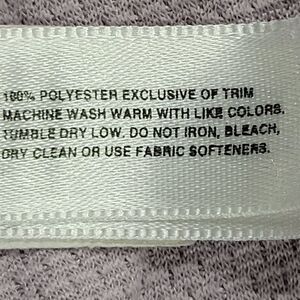 100% POLYESTER EXCLUSIVE OF TRIM
MACHINE WASH WARM WITH LIKE COLORS.
TUMBLE DRY LOW. DO NOT IRON, BLEACH,
DRY CLEAN OR USE FABRIC SOFTENERS.